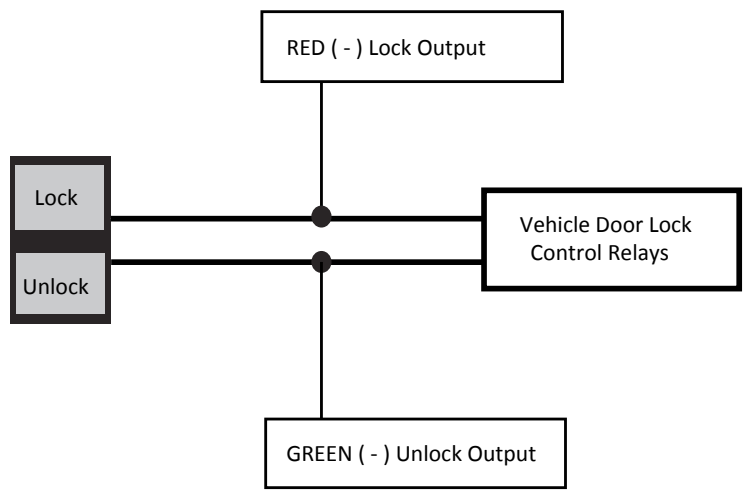 RED ( - ) Lock Output
Lock
Unlock
Vehicle Door Lock
Control Relays
GREEN ( - ) Unlock Output